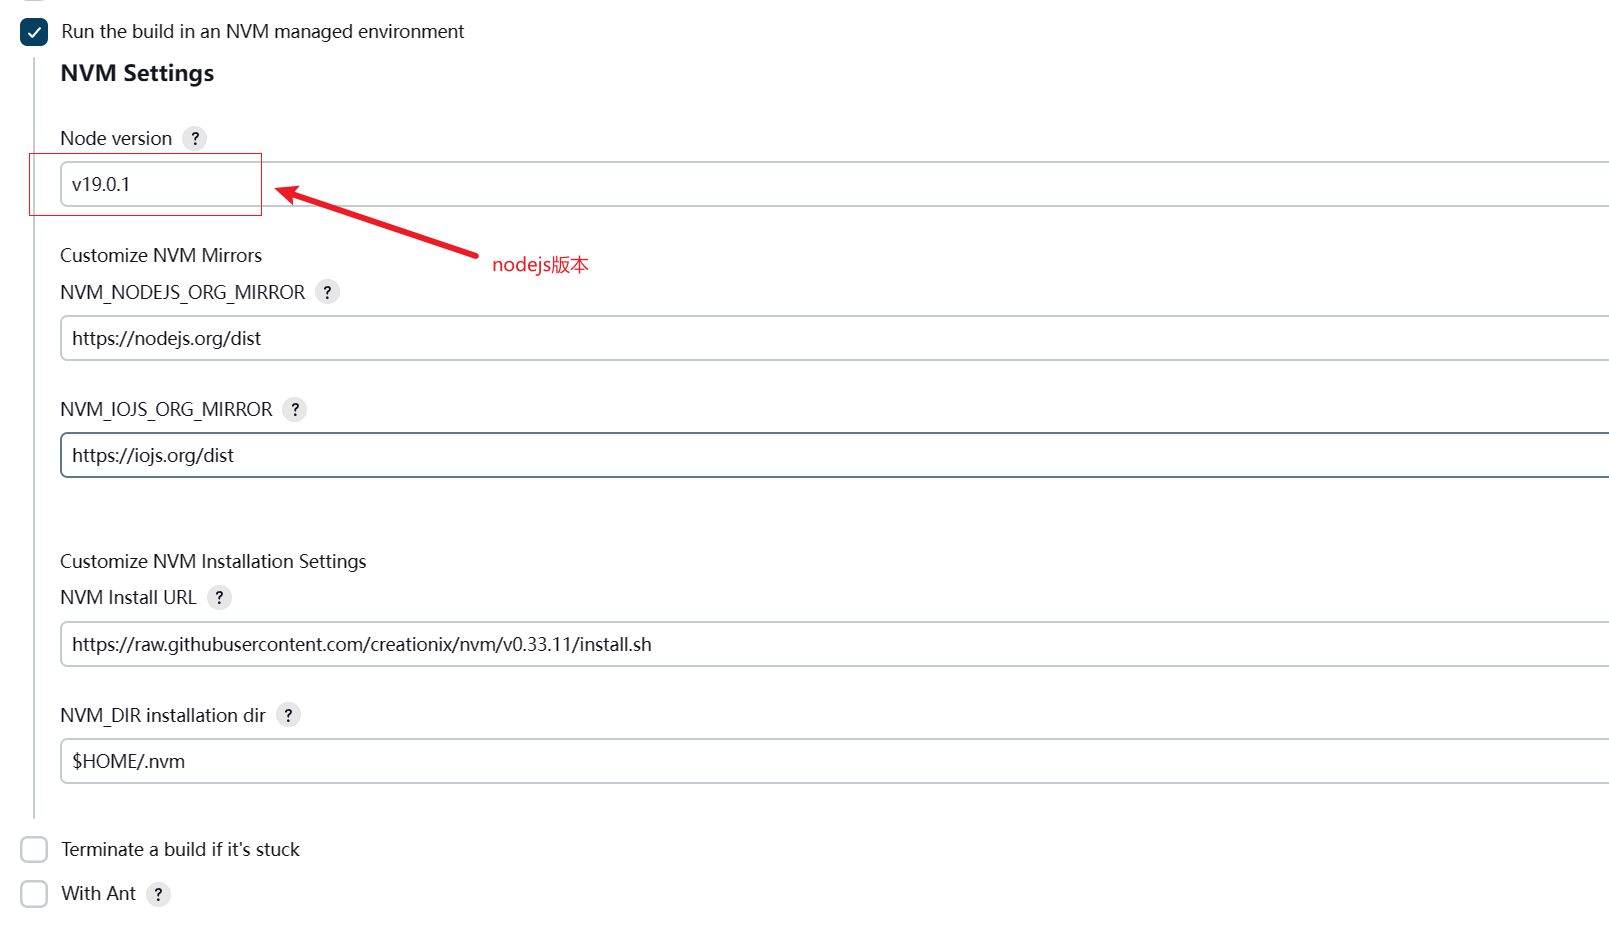 Run the build in an NVM managed environment
NVM Settings
Node version ?
v19.0.1
nodejs版本
Customize NVM Mirrors
NVM_NODEJS_ORG_MIRROR ?
https://nodejs.org/dist
NVM_IOJS_ORG_MIRROR ?
https://iojs.org/dist
Customize NVM Installation Settings
NVM Install URL ?
https://raw.githubusercontent.com/creationix/nvm/v0.33.11/install.sh
NVM_DIR installation dir ?
$HOME/.nvm
Terminate a build if it's stuck
With Ant ?